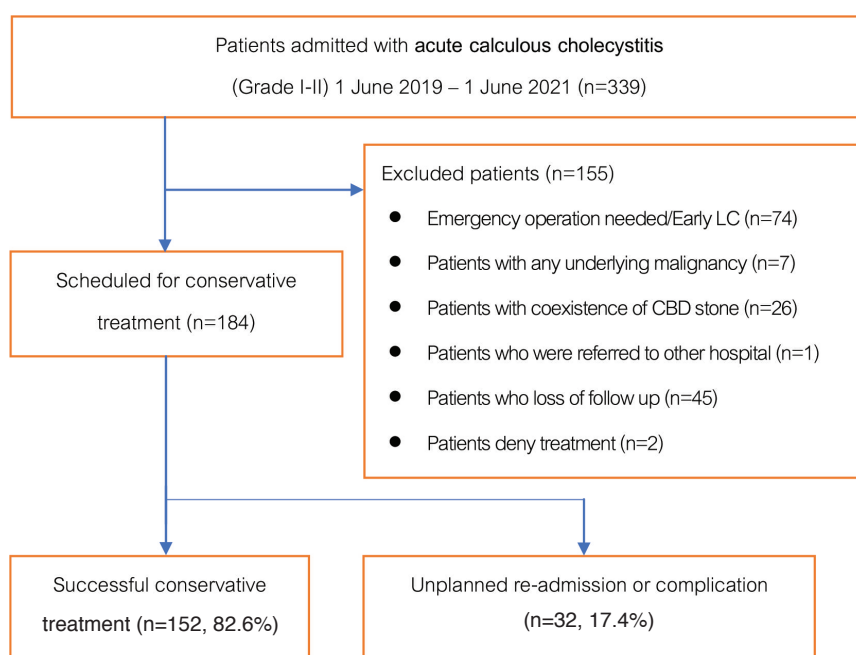 Patients admitted with acute calculous cholecystitis
(Grade I-II) 1 June 2019 – 1 June 2021 (n=339)
Excluded patients (n=155)
● Emergency operation needed/Early LC (n=74)
● Patients with any underlying malignancy (n=7)
● Patients with coexistence of CBD stone (n=26)
● Patients who were referred to other hospital (n=1)
● Patients who loss of follow up (n=45)
● Patients deny treatment (n=2)
Scheduled for conservative
treatment (n=184)
Successful conservative
treatment (n=152, 82.6%)
Unplanned re-admission or complication
(n=32, 17.4%)